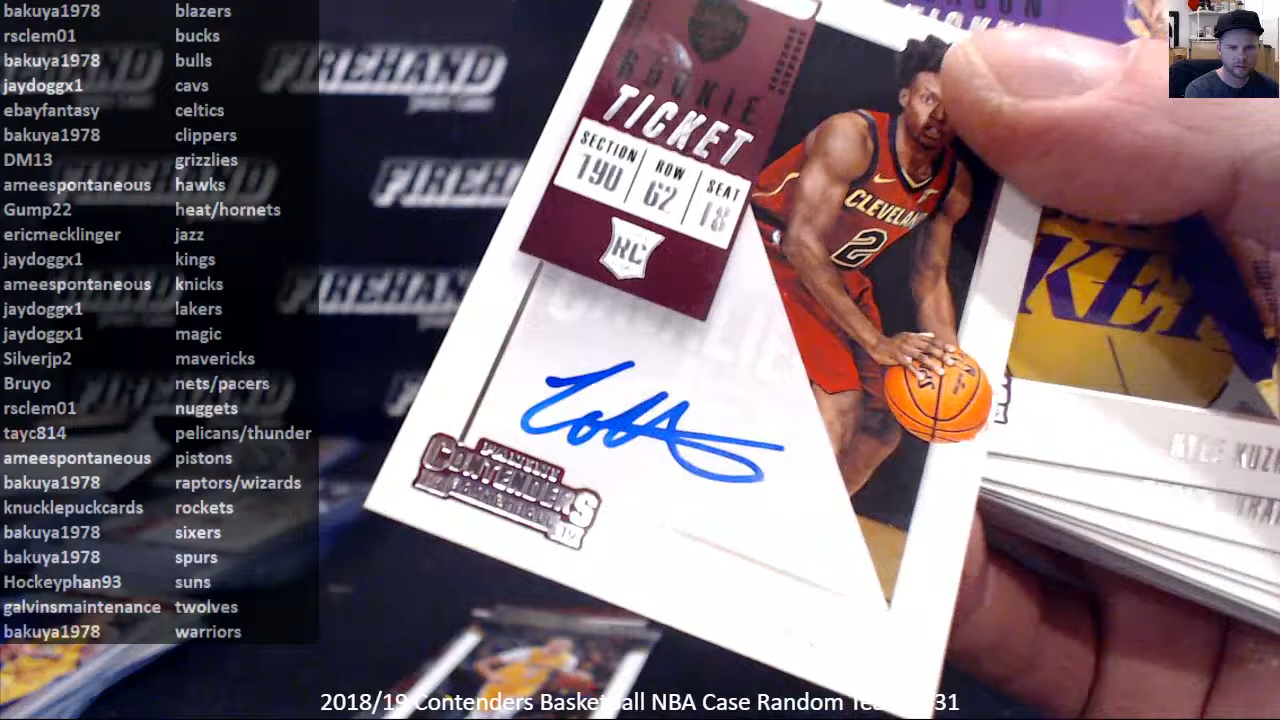 bakuya1978 blazers
rsclem01 bucks
bakuya1978 bulls
jaydoggx1 cavs
ebayfantasy celtics
bakuya1978 clippers
DM13 grizzlies
ameespontaneous hawks
Gump22 heat/hornets
ericmecklinger jazz
jaydoggx1 kings
ameespontaneous knicks
jaydoggx1 lakers
jaydoggx1 magic
Silverjp2 mavericks
Bruyo nets/pacers
rsclem01 nuggets
tayc814 pelicans/thunder
ameespontaneous pistons
bakuya1978 raptors/wizards
knucklepuckcards rockets
bakuya1978 sixers
bakuya1978 spurs
Hockeyphan93 suns
galvinsmaintenance twolves
bakuya1978 warriors
FIREHAND
FIREHAND
FIREHAND
ROOKIE
TICKET
SECTION ROW SEAT
190 62 18
RC
CLEVELAND
2
PANINI
CONTENDERS
KYLE
2018/19 Contenders Basketball NBA Case Random 31